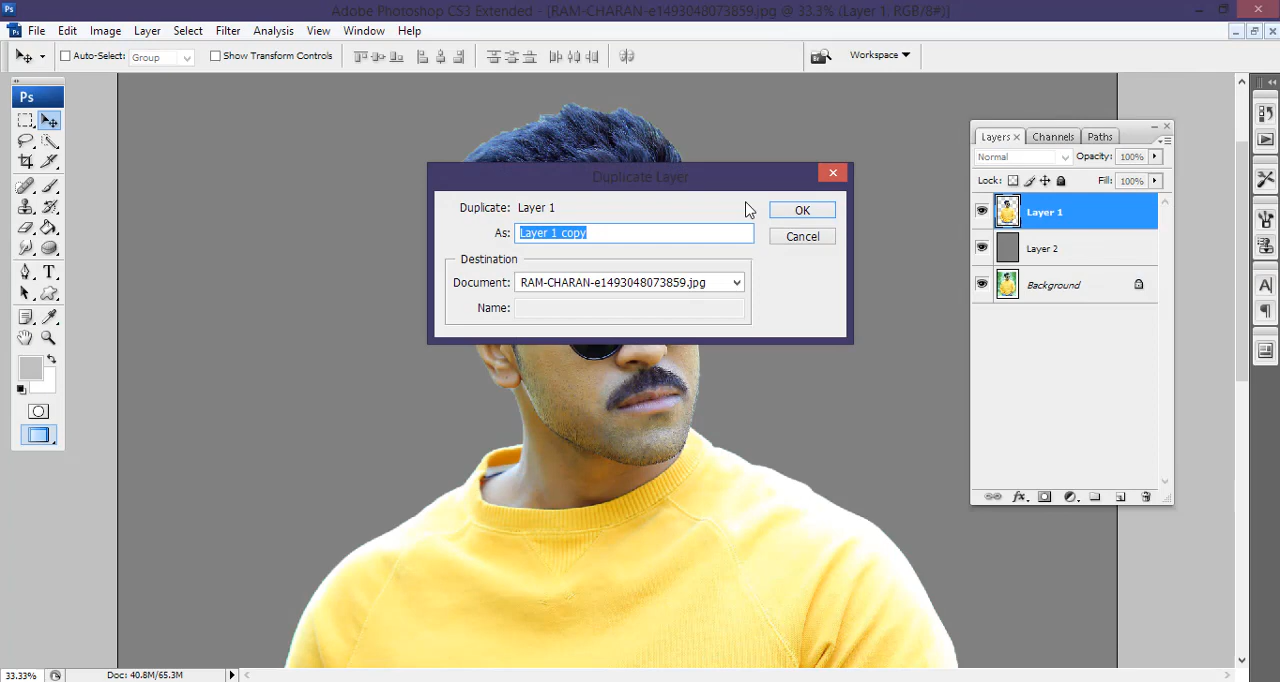 Ps
Adobe Photoshop CS3 Extended - [RAM-CHARAN-e1493048073859.jpg @ 33.3% (Layer 1, RGB/8#)]
File Edit Image Layer Select Filter Analysis View Window Help
Auto-Select: Group Show Transform Controls Workspace
Ps
Duplicate Layer
Duplicate: Layer 1
OK
As: Layer 1 copy
Cancel
Destination
Document: RAM-CHARAN-e1493048073859.jpg
Name:
Layers Channels Paths
Normal Opacity: 100%
Lock: Fill: 100%
Layer 1
Layer 2
Background
33.33% Doc: 40.8M/65.3M